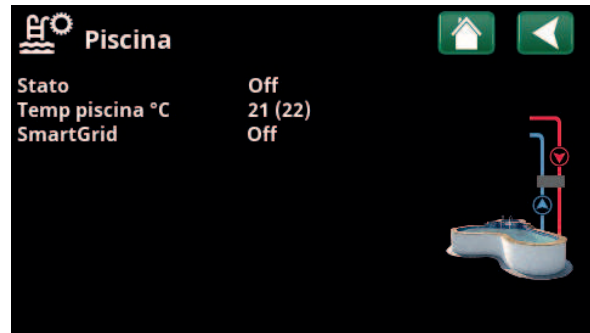 Piscina
Stato Off
Temp piscina °C 21 (22)
SmartGrid Off